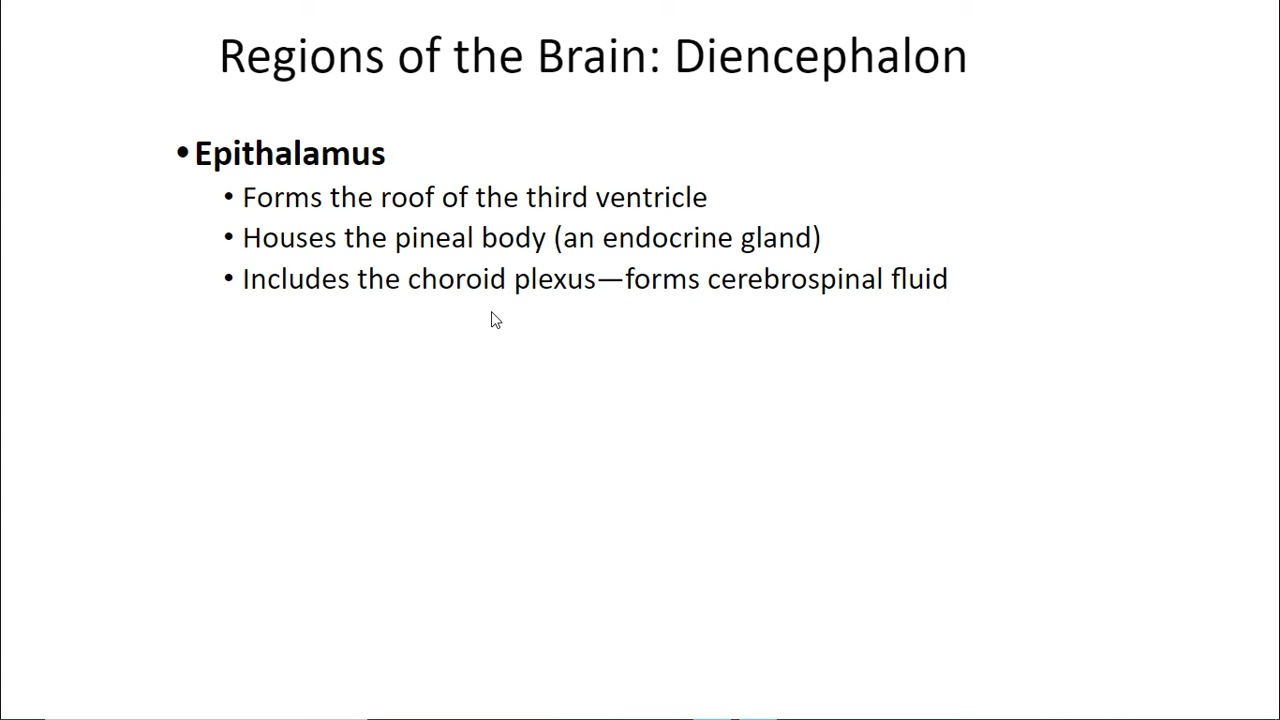 Regions of the Brain: Diencephalon
•Epithalamus
• Forms the roof of the third ventricle
• Houses the pineal body (an endocrine gland)
• Includes the choroid plexus—forms cerebrospinal fluid